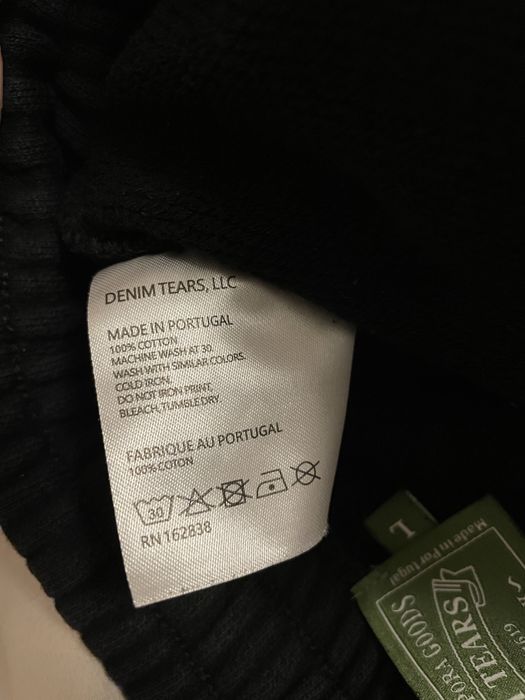 DENIM TEARS, LLC
MADE IN PORTUGAL
100% COTTON
MACHINE WASH AT 30.
WASH WITH SIMILAR COLORS.
COLD IRON.
DO NOT IRON PRINT,
BLEACH, TUMBLE DRY.
FABRIQUE AU PORTUGAL
100% COTON
30
RN 162838
L
Made in Portugal
TEARS
GOODS
1619